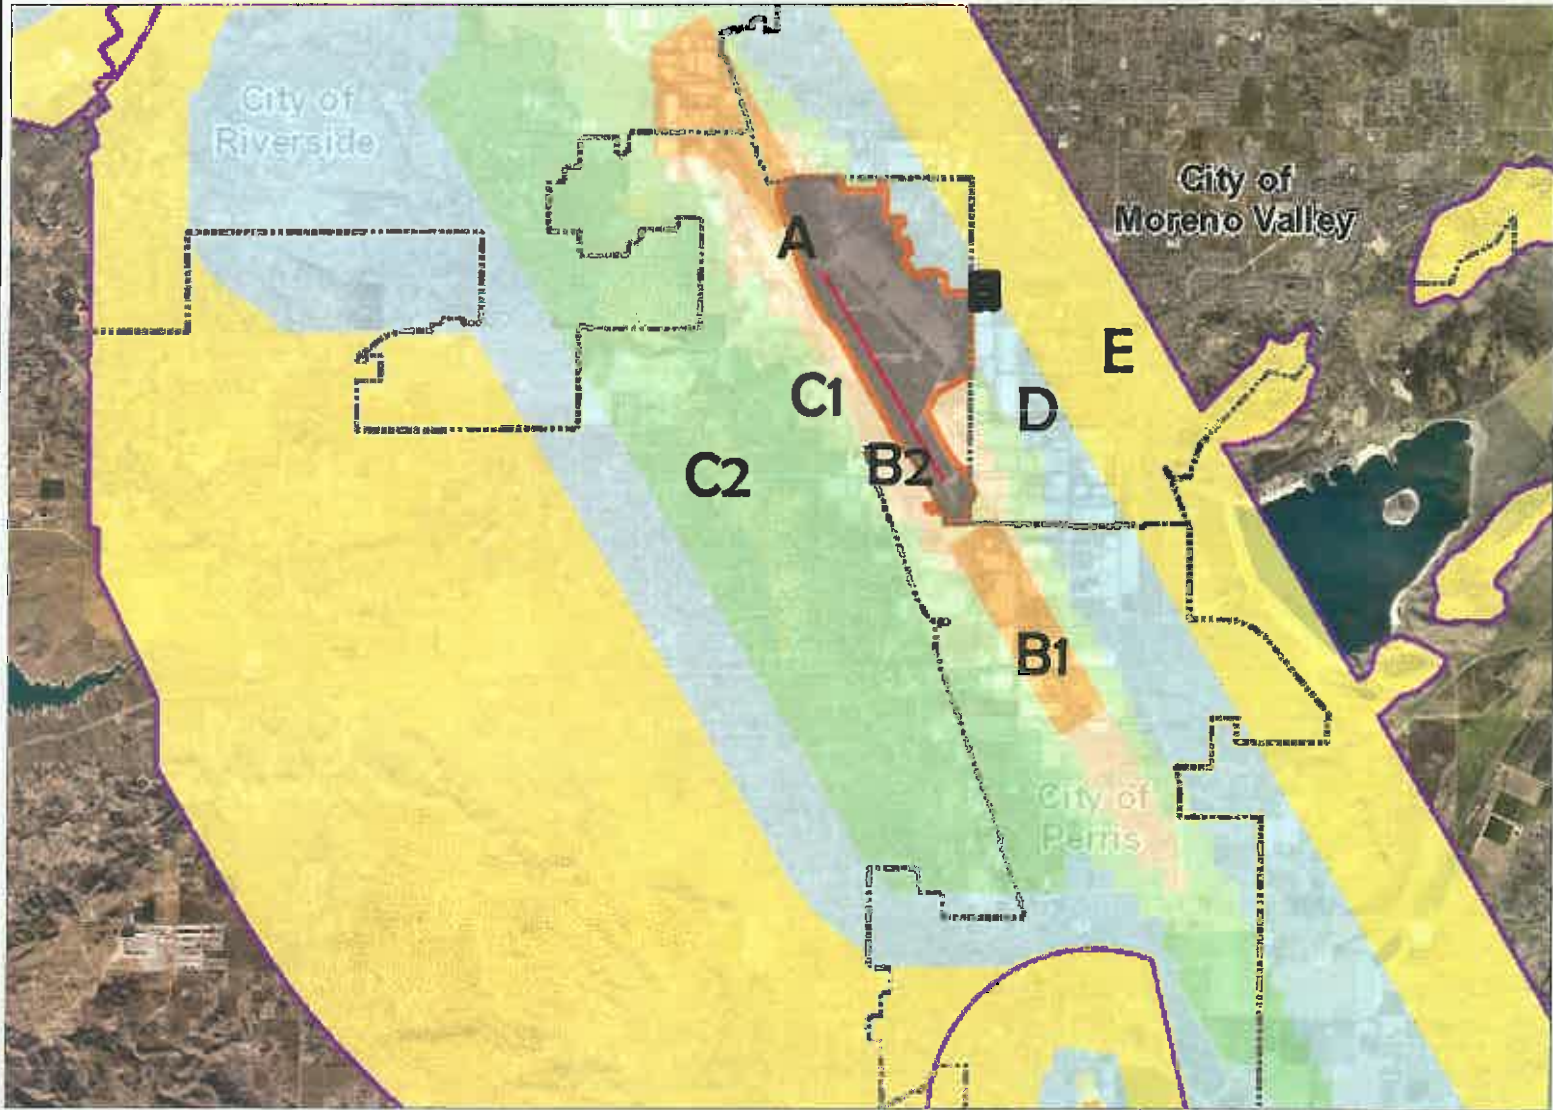 City of
Riverside
City of
Moreno Valley
A
E
C1
D
B2
C2
B1
City of
Perris